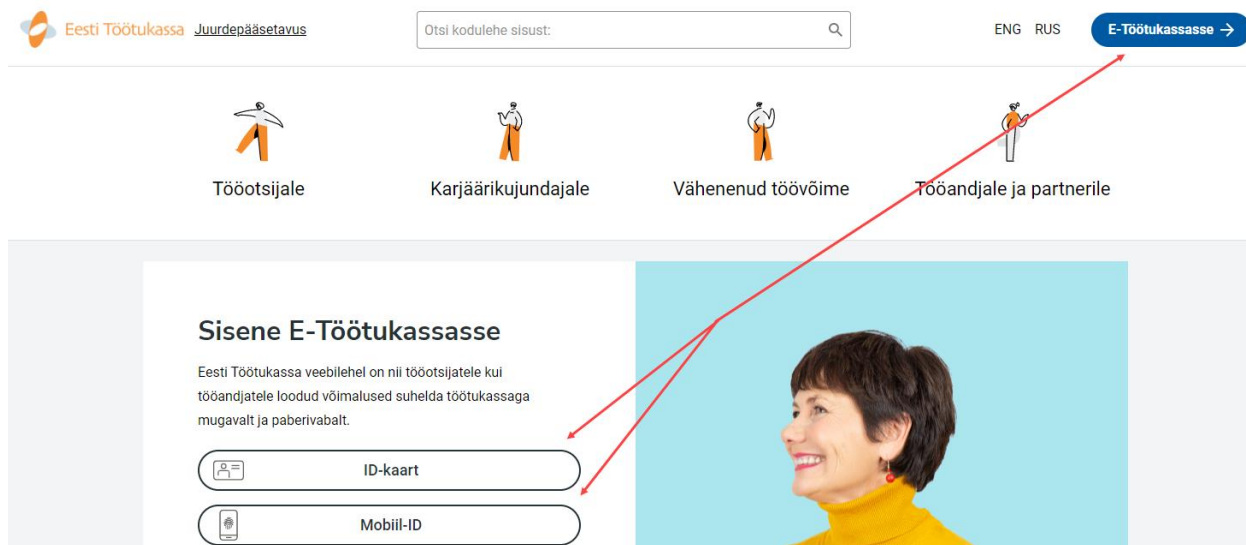 Eesti Töötukassa Juurdepääsetavus Otsi kodulehe sisust: ENG RUS E-Töötukassasse →
Tööotsijale Karjäärikujundajale Vähenenud töövõime Tööandjale ja partnerile
Sisene E-Töötukassasse
Eesti Töötukassa veebilehel on nii tööotsijatele kui
tööandjatele loodud võimalused suhelda töötukassaga
mugavalt ja paberivabalt.
ID-kaart
Mobiil-ID